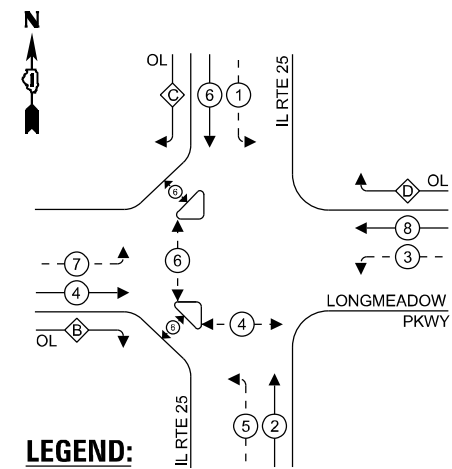 N
OL
C
6
1
IL RTE 25
6
D
OL
8
7
6
3
4
LONGMEADOW
PKWY
B
6
4
OL
5
2
IL RTE 25
LEGEND: